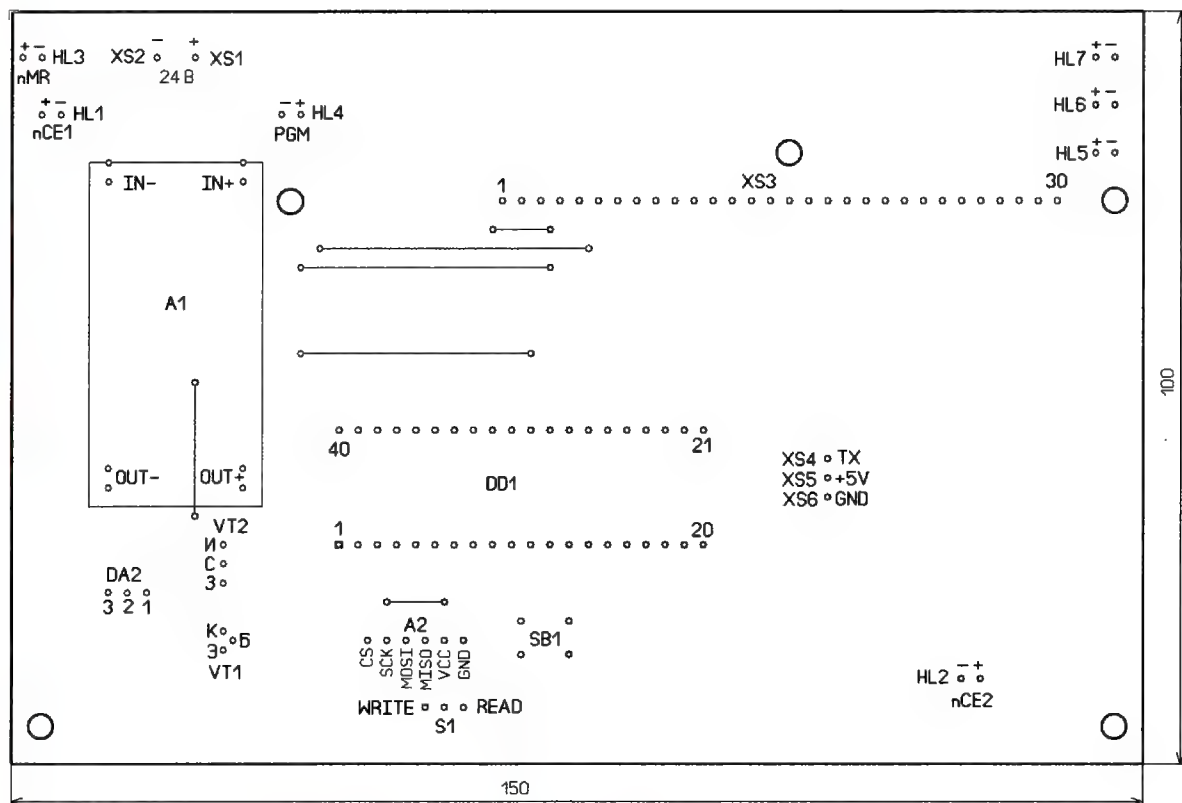 + − HL3
nMR
− +
XS2 XS1
24 В
+ −
HL7
+ − HL1
nCE1
− + HL4
PGM
+ −
HL6
+ −
HL5
IN- IN+
1 XS3 30
A1
100
40 21
OUT- OUT+
DD1
XS4 TX
XS5 +5V
XS6 GND
VT2
И
С
З
1 20
DA2
3 2 1
К
Б
Э
VT1
A2
CS
SCK
MOSI
MISO
VCC
GND
SB1
WRITE READ
S1
HL2 − +
nCE2
150